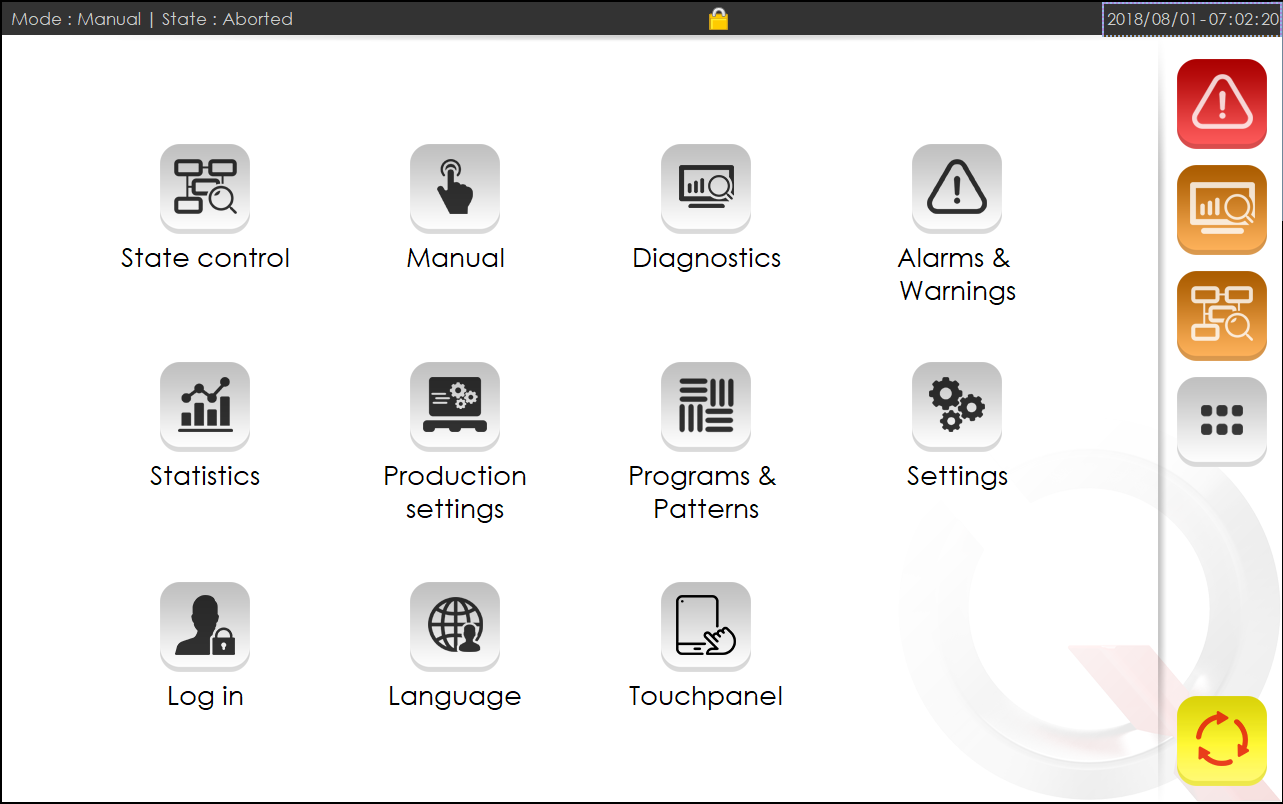 Mode : Manual | State : Aborted
2018/08/01-07:02:20
State control
Manual
Diagnostics
Alarms &
Warnings
Statistics
Production
settings
Programs &
Patterns
Settings
Log in
Language
Touchpanel